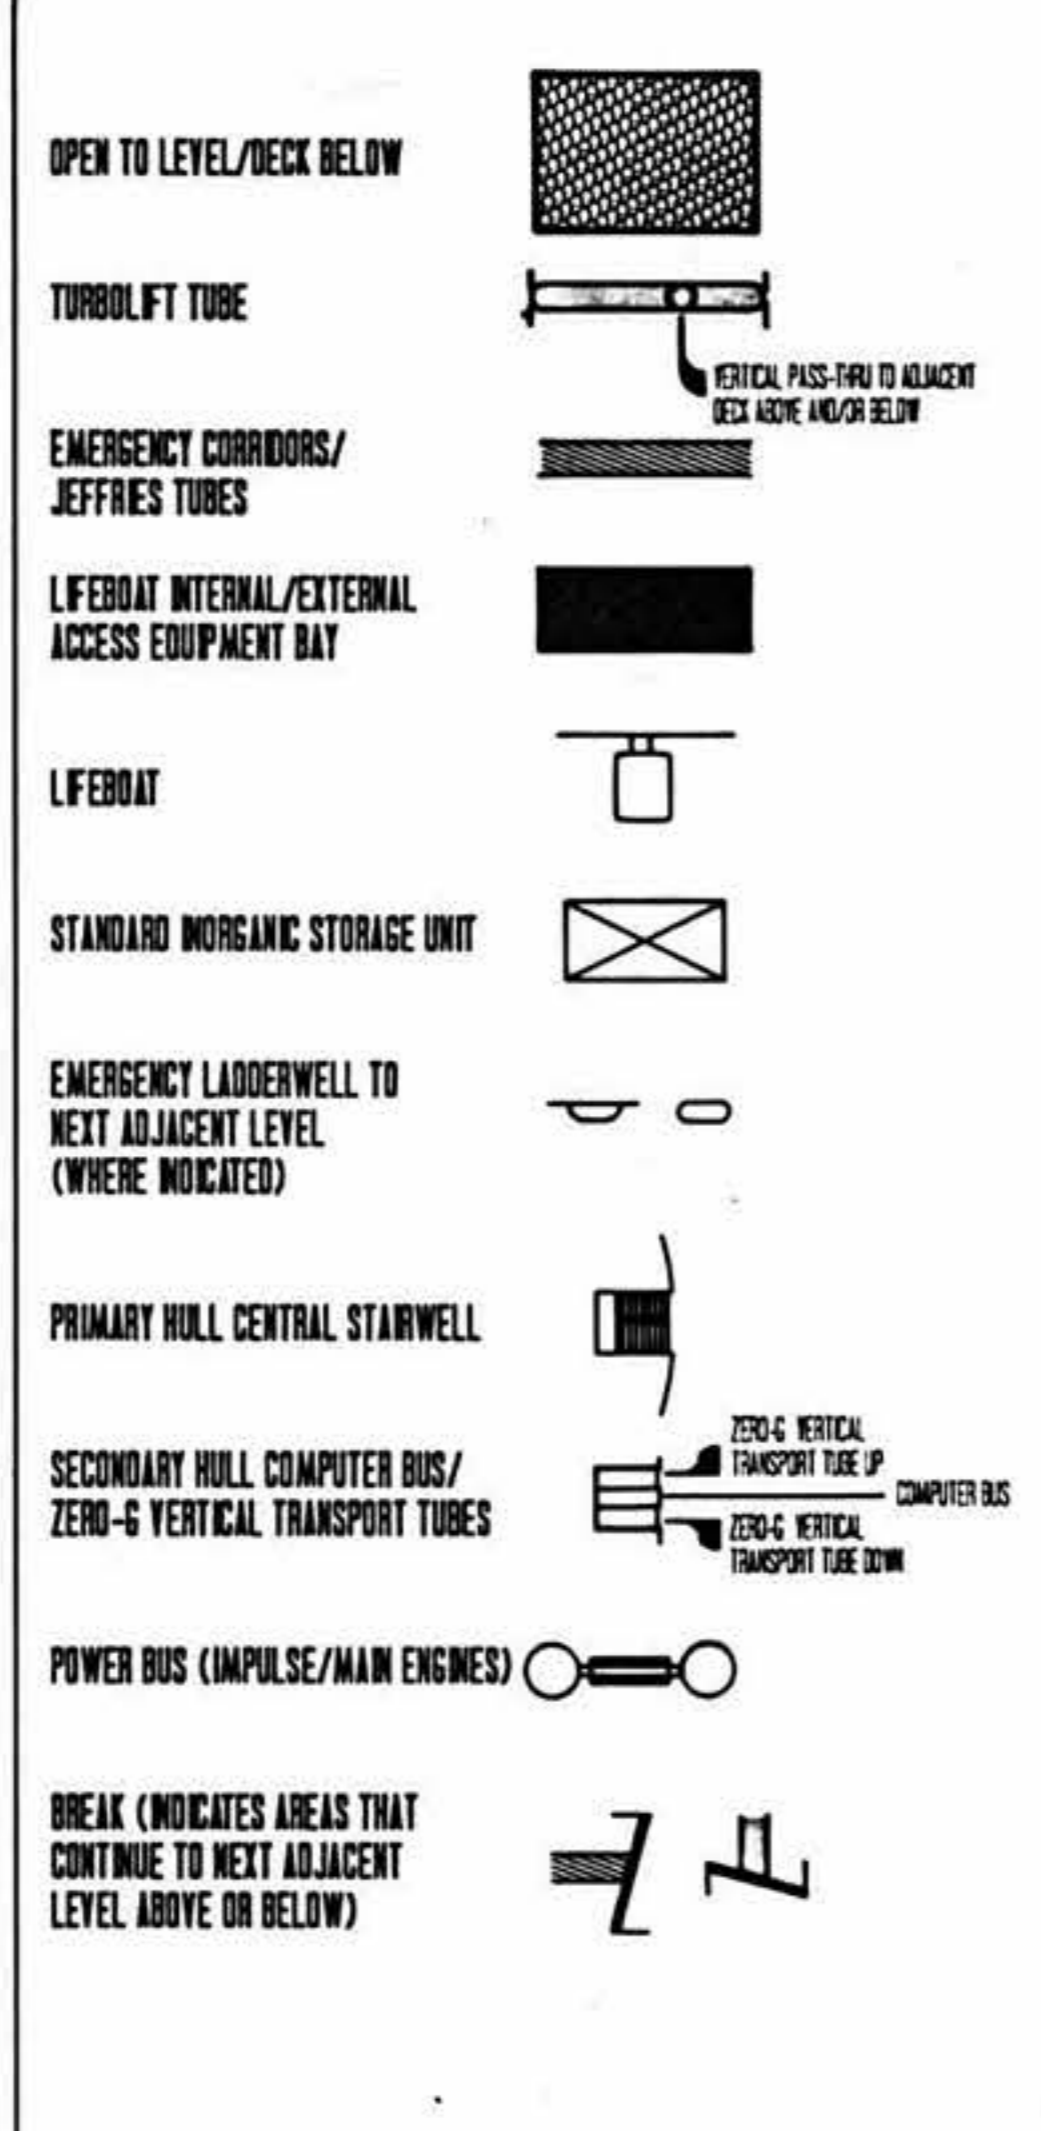 OPEN TO LEVEL/DECK BELOW
TURBOLIFT TUBE
VERTICAL PASS-THRU TO ADJACENT
DECK ABOVE AND/OR BELOW
EMERGENCY CORRIDORS/
JEFFRIES TUBES
LIFEBOAT INTERNAL/EXTERNAL
ACCESS EQUIPMENT BAY
LIFEBOAT
STANDARD INORGANIC STORAGE UNIT
EMERGENCY LADDERWELL TO
NEXT ADJACENT LEVEL
(WHERE INDICATED)
PRIMARY HULL CENTRAL STAIRWELL
SECONDARY HULL COMPUTER BUS/
ZERO-G VERTICAL TRANSPORT TUBES
ZERO-G VERTICAL
TRANSPORT TUBE UP
COMPUTER BUS
ZERO-G VERTICAL
TRANSPORT TUBE DOWN
POWER BUS (IMPULSE/MAIN ENGINES)
BREAK (INDICATES AREAS THAT
CONTINUE TO NEXT ADJACENT
LEVEL ABOVE OR BELOW)